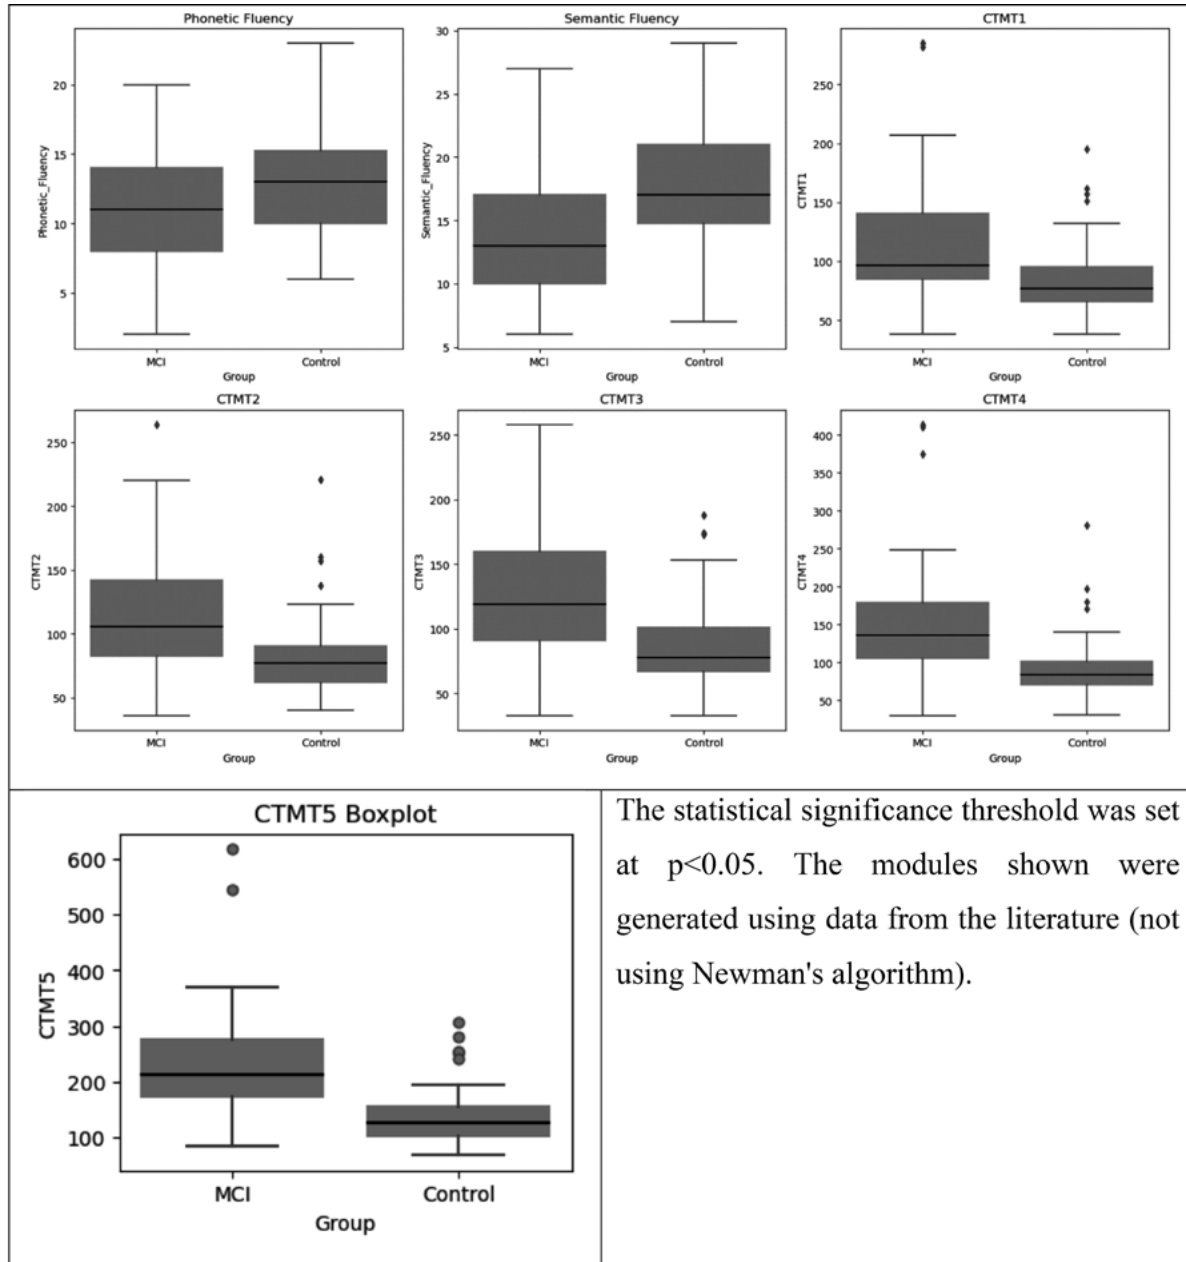 Phonetic Fluency
Phonetic_Fluency
20
15
10
5
MCI Control
Group
Semantic Fluency
Semantic_Fluency
30
25
20
15
10
5
MCI Control
Group
CTMT1
CTMT1
250
200
150
100
50
MCI Control
Group
CTMT2
CTMT2
250
200
150
100
50
MCI Control
Group
CTMT3
CTMT3
250
200
150
100
50
MCI Control
Group
CTMT4
CTMT4
400
350
300
250
200
150
100
50
MCI Control
Group
CTMT5 Boxplot
CTMT5
600
500
400
300
200
100
MCI Control
Group
The statistical significance threshold was set
at p<0.05. The modules shown were
generated using data from the literature (not
using Newman's algorithm).